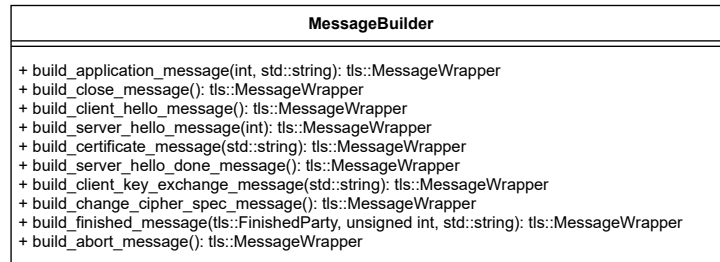 MessageBuilder
+ build_application_message(int, std::string): tls::MessageWrapper
+ build_close_message(): tls::MessageWrapper
+ build_client_hello_message(): tls::MessageWrapper
+ build_server_hello_message(int): tls::MessageWrapper
+ build_certificate_message(std::string): tls::MessageWrapper
+ build_server_hello_done_message(): tls::MessageWrapper
+ build_client_key_exchange_message(std::string): tls::MessageWrapper
+ build_change_cipher_spec_message(): tls::MessageWrapper
+ build_finished_message(tls::FinishedParty, unsigned int, std::string): tls::MessageWrapper
+ build_abort_message(): tls::MessageWrapper